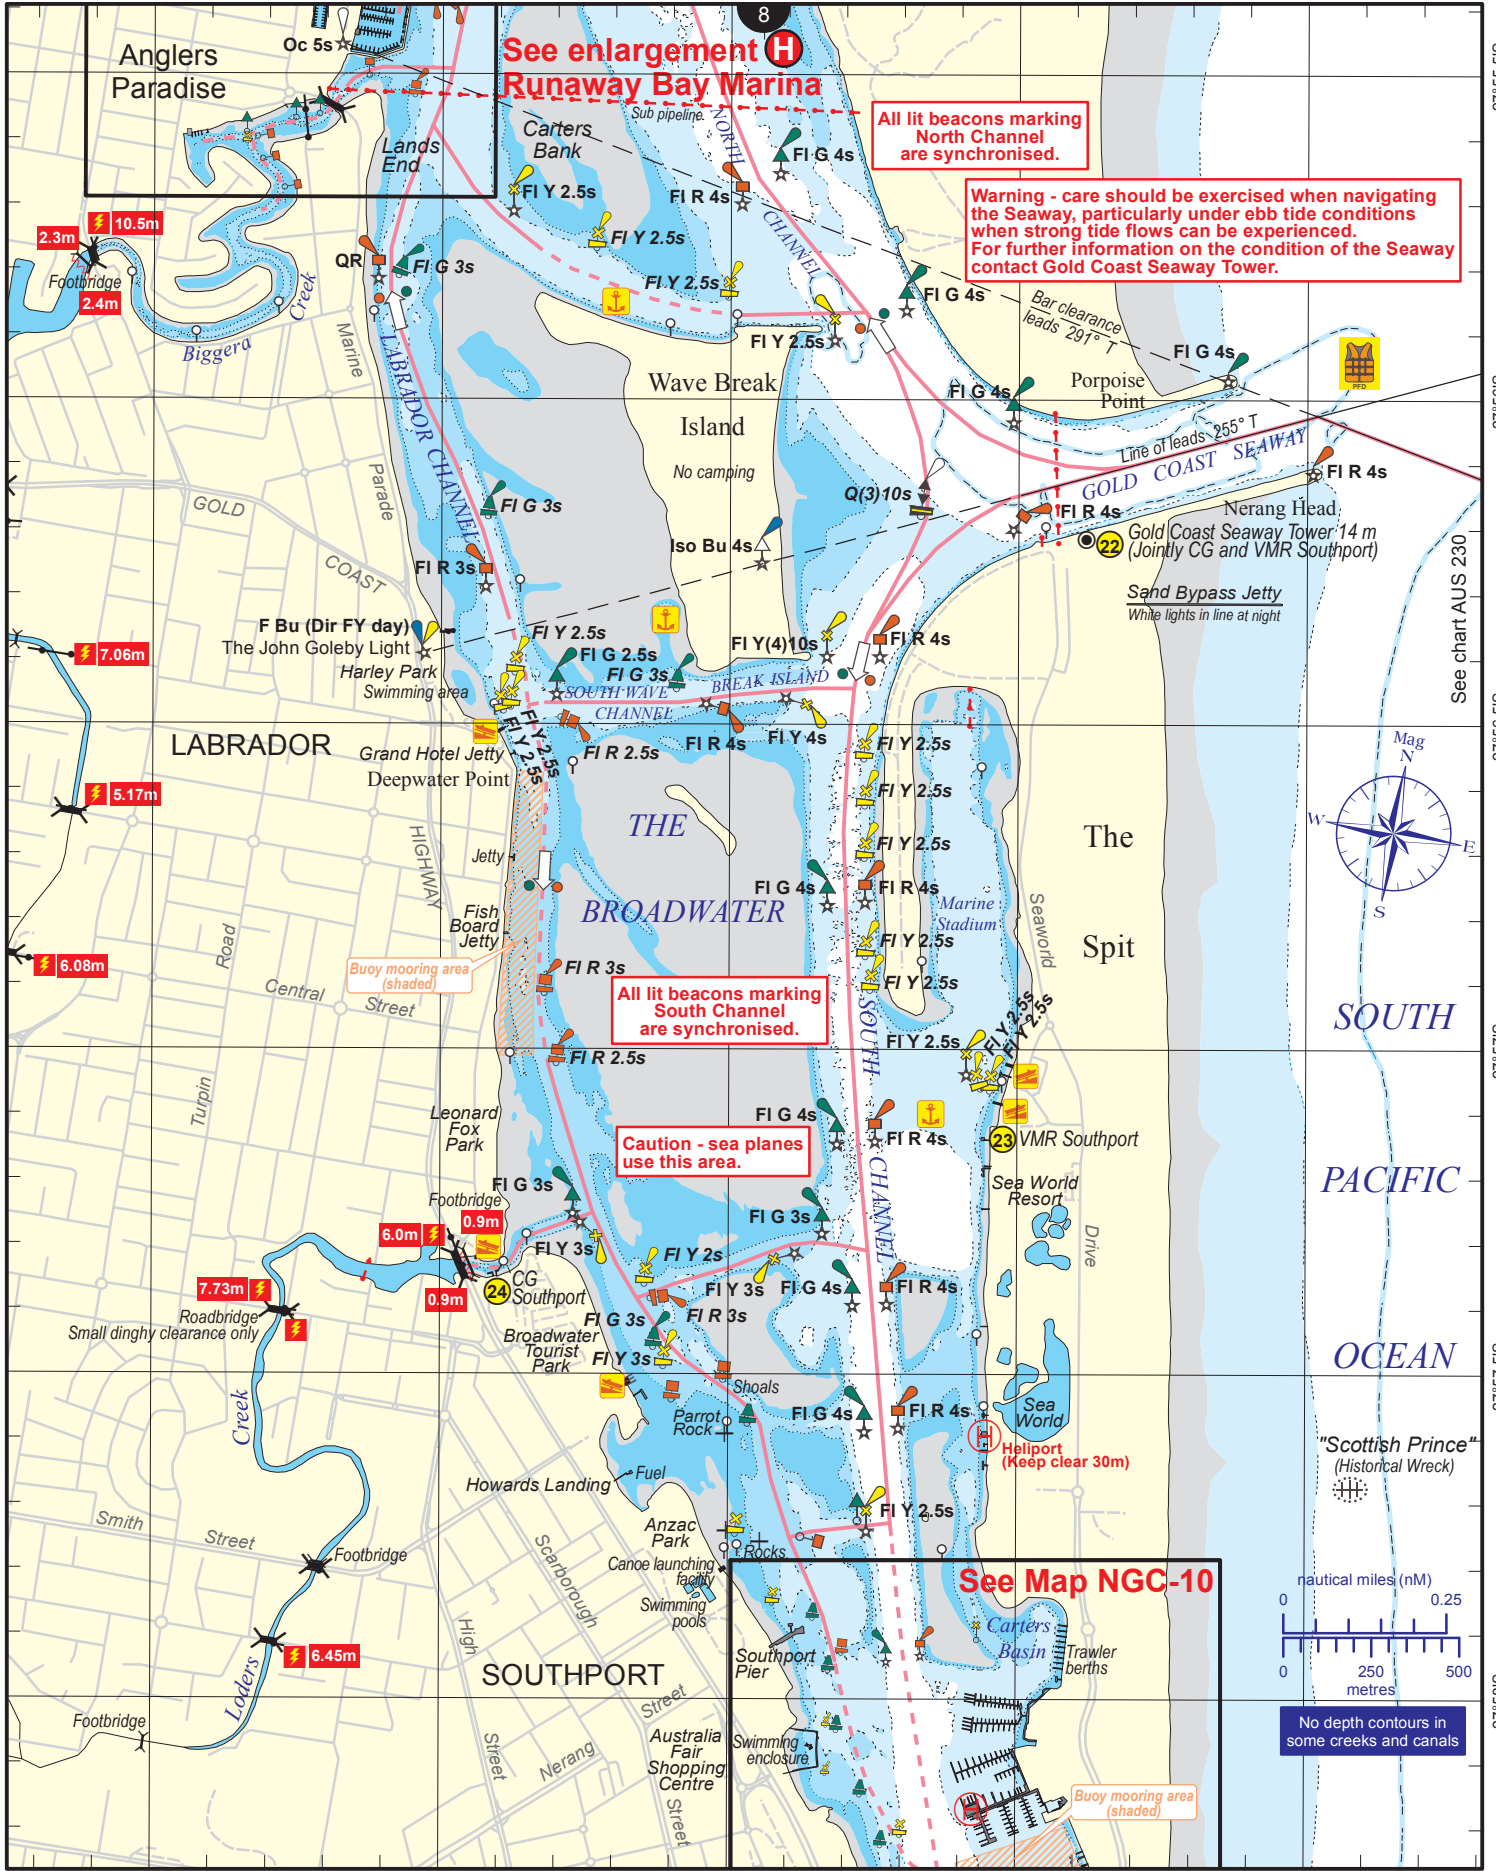 8
Anglers
Paradise
Oc 5s
See enlargement H
Runaway Bay Marina
Sub pipeline
NORTH
CHANNEL
Carters
Bank
Lands
End
Fl G 4s
All lit beacons marking
North Channel
are synchronised.
Fl Y 2.5s
Fl R 4s
Warning - care should be exercised when navigating
the Seaway, particularly under ebb tide conditions
when strong tide flows can be experienced.
For further information on the condition of the Seaway
contact Gold Coast Seaway Tower.
10.5m
2.3m
Footbridge
2.4m
Fl Y 2.5s
QR
Fl G 3s
Fl Y 2.5s
Fl G 4s
Creek
Biggera
Marine
Parade
Bar clearance
leads 291° T
Fl Y 2.5s
Fl G 4s
PFD
LABRADOR CHANNEL
Wave Break
Island
No camping
Fl G 4s
Porpoise
Point
Line of leads 255° T
GOLD COAST SEAWAY
Fl R 4s
GOLD
COAST
HIGHWAY
Fl G 3s
Q(3)10s
Fl R 4s
Nerang Head
22
Gold Coast Seaway Tower 14 m
(Jointly CG and VMR Southport)
Iso Bu 4s
Fl R 3s
Sand Bypass Jetty
White lights in line at night
See chart AUS 230
F Bu (Dir FY day)
The John Goleby Light
Harley Park
Swimming area
7.06m
Fl Y 2.5s
Fl G 2.5s
Fl G 3s
Fl Y(4)10s
Fl R 4s
SOUTH WAVE
BREAK ISLAND
CHANNEL
Fl Y 2.5s
Fl Y 2.5s
Fl R 2.5s
Fl R 4s
Fl Y 4s
Fl Y 2.5s
LABRADOR
Grand Hotel Jetty
Deepwater Point
Mag
N
W
E
S
5.17m
Fl Y 2.5s
THE
BROADWATER
Fl Y 2.5s
The
Spit
Jetty
Fl G 4s
Fl R 4s
Marine
Stadium
Seaworld
Drive
Fish
Board
Jetty
Fl Y 2.5s
Road
6.08m
Buoy mooring area
(shaded)
Fl R 3s
Fl Y 2.5s
Central
Street
All lit beacons marking
South Channel
are synchronised.
SOUTH
CHANNEL
Fl Y 2.5s
Fl Y 2.5s
Fl Y 2.5s
SOUTH
PACIFIC
OCEAN
Fl R 2.5s
Turpin
Leonard
Fox
Park
Fl G 4s
Fl R 4s
Caution - sea planes
use this area.
23
VMR Southport
Sea World
Resort
Fl G 3s
Footbridge
0.9m
6.0m
Fl G 3s
Fl Y 3s
Fl Y 2s
7.73m
Roadbridge
Small dinghy clearance only
0.9m
24
CG
Southport
Fl Y 3s
Fl G 4s
Fl R 4s
Fl G 3s
Fl R 3s
Broadwater
Tourist
Park
Fl Y 3s
Shoals
Parrot
Rock
Fl G 4s
Fl R 4s
Sea
World
H
Heliport
(Keep clear 30m)
"Scottish Prince"
(Historical Wreck)
Creek
Howards Landing
Fuel
Fl Y 2.5s
Smith
Street
Footbridge
Scarborough
Anzac
Park
Rocks
Canoe launching
facility
Swimming
pools
See Map NGC-10
nautical miles (nM)
0
0.25
0
250
500
metres
Carters
Basin
Trawler
berths
6.45m
High
Street
SOUTHPORT
Southport
Pier
Loders
Footbridge
Street
Nerang
Street
Australia
Fair
Shopping
Centre
Swimming
enclosure
No depth contours in
some creeks and canals
H
Buoy mooring area
(shaded)